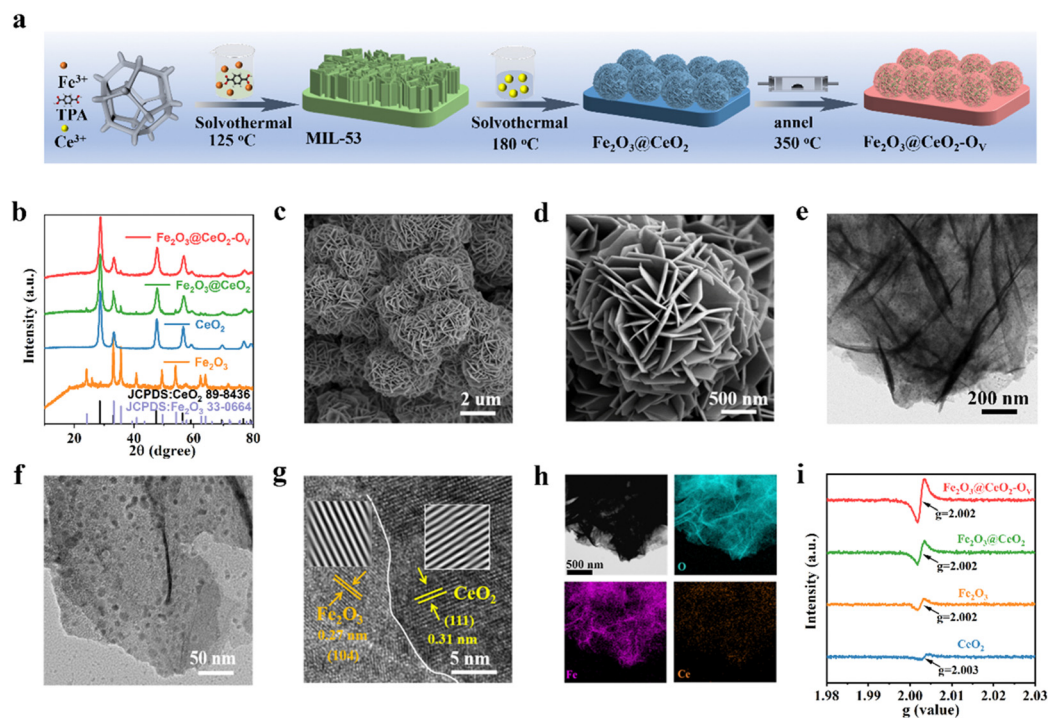 a
Fe³⁺
TPA
Ce³⁺
Solvothermal
125 °C
MIL-53
Solvothermal
180 °C
Fe₂O₃@CeO₂
annel
350 °C
Fe₂O₃@CeO₂-Oᵥ
b
Intensity (a.u.)
Fe₂O₃@CeO₂-Oᵥ
Fe₂O₃@CeO₂
CeO₂
Fe₂O₃
JCPDS:CeO₂ 89-8436
JCPDS:Fe₂O₃ 33-0664
10 20 30 40 50 60 70 80
2θ (dgree)
c
2 um
d
500 nm
e
200 nm
f
50 nm
g
Fe₂O₃
0.27 nm
(104)
CeO₂
(111)
0.31 nm
5 nm
h
500 nm
O
Fe
Ce
i
Intensity (a.u.)
Fe₂O₃@CeO₂-Oᵥ
g=2.002
Fe₂O₃@CeO₂
g=2.002
Fe₂O₃
g=2.002
CeO₂
g=2.003
1.98 1.99 2.00 2.01 2.02 2.03
g (value)